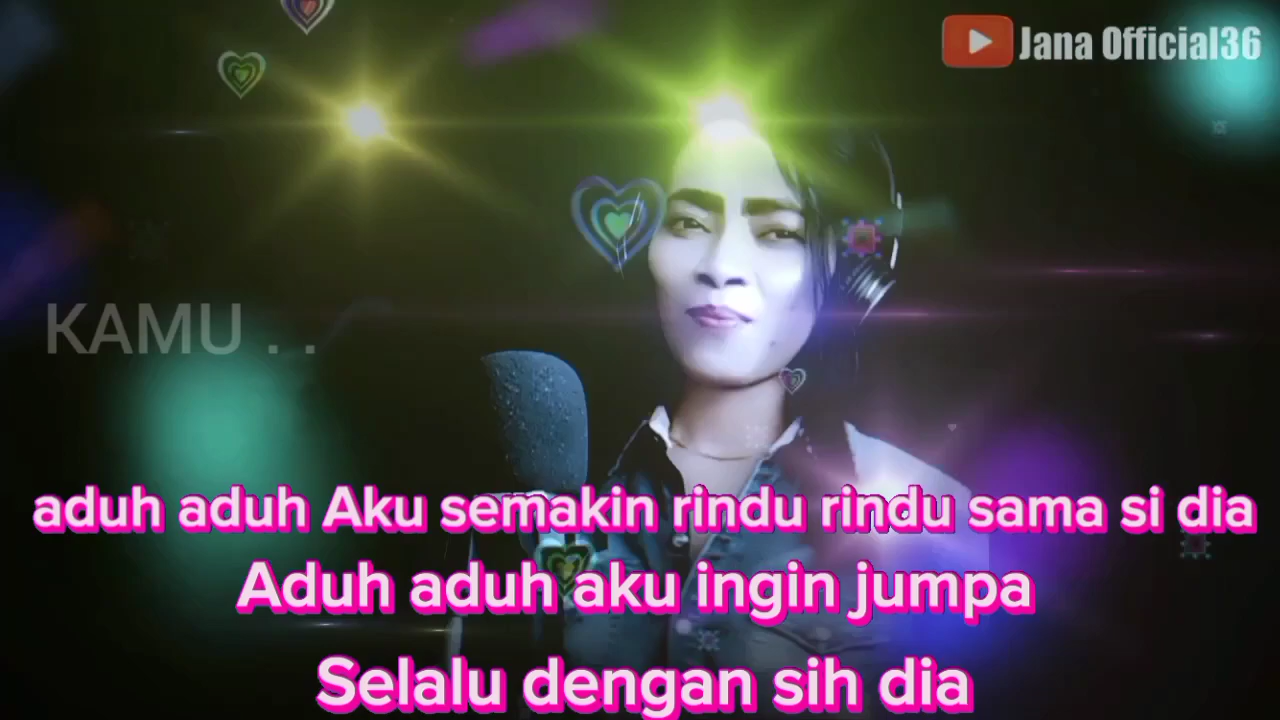 Jana Official36
KAMU . .
aduh aduh Aku semakin rindu rindu sama si dia
Aduh aduh aku ingin jumpa
Selalu dengan sih dia